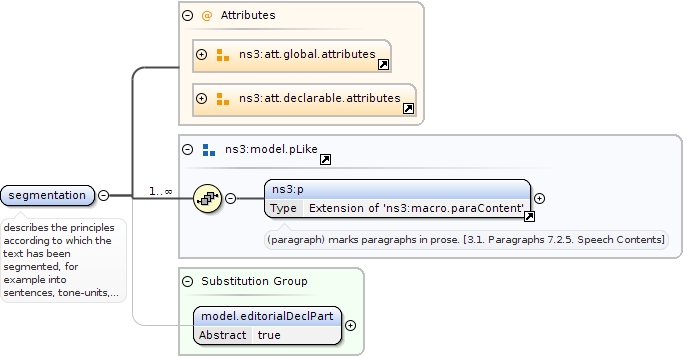 Attributes
ns3:att.global.attributes
ns3:att.declarable.attributes
ns3:model.pLike
segmentation
1..∞
ns3:p
Type Extension of 'ns3:macro.paraContent'
(paragraph) marks paragraphs in prose. [3.1. Paragraphs 7.2.5. Speech Contents]
describes the principles
according to which the
text has been
segmented, for
example into
sentences, tone-units,...
Substitution Group
model.editorialDeclPart
Abstract true